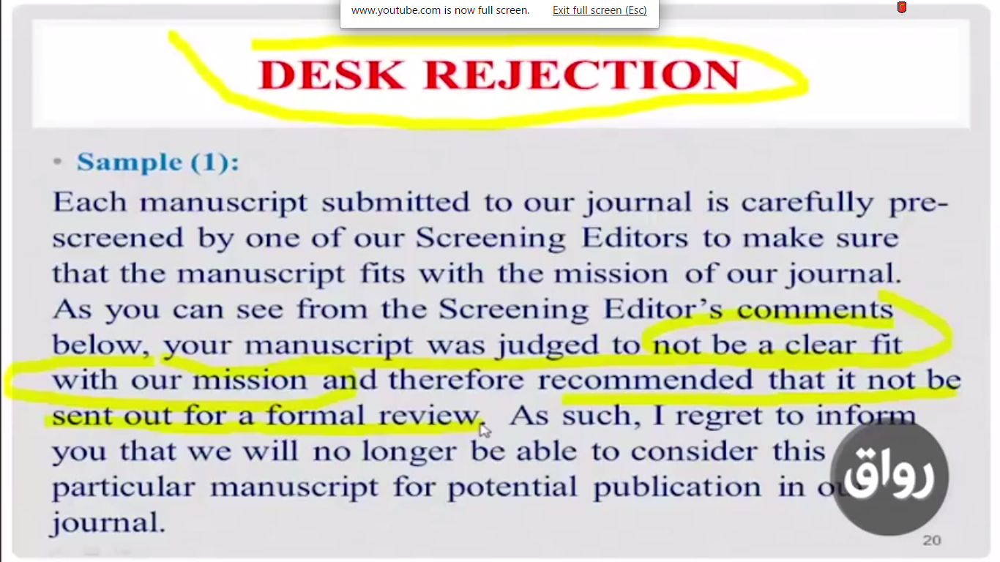 www.youtube.com is now full screen. Exit full screen (Esc)
DESK REJECTION
• Sample (1):
Each manuscript submitted to our journal is carefully pre-
screened by one of our Screening Editors to make sure
that the manuscript fits with the mission of our journal.
As you can see from the Screening Editor’s comments
below, your manuscript was judged to not be a clear fit
with our mission and therefore recommended that it not be
sent out for a formal review. As such, I regret to inform
you that we will no longer be able to consider this
particular manuscript for potential publication in our
journal.
رواق
20